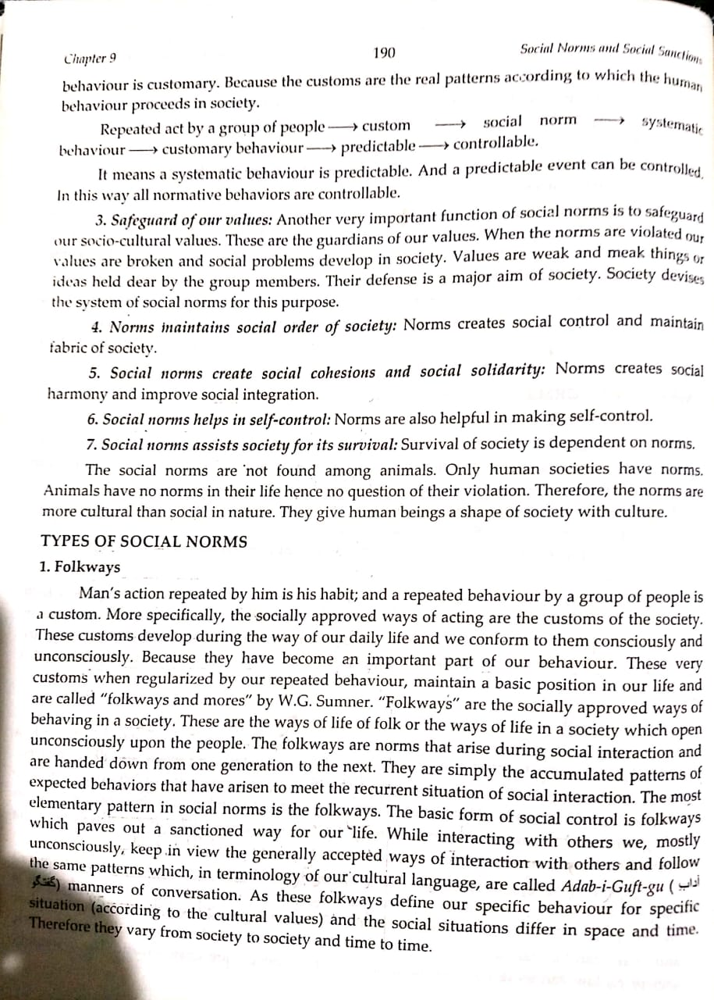 Chapter 9 190 Social Norms and Social Sanctions
behaviour is customary. Because the customs are the real patterns according to which the human
behaviour proceeds in society.
Repeated act by a group of people ⟶ custom ⟶ social norm ⟶ systematic
behaviour ⟶ customary behaviour ⟶ predictable ⟶ controllable.
It means a systematic behaviour is predictable. And a predictable event can be controlled.
In this way all normative behaviors are controllable.
3. Safeguard of our values: Another very important function of social norms is to safeguard
our socio-cultural values. These are the guardians of our values. When the norms are violated our
values are broken and social problems develop in society. Values are weak and meak things or
ideas held dear by the group members. Their defense is a major aim of society. Society devises
the system of social norms for this purpose.
4. Norms maintains social order of society: Norms creates social control and maintain
fabric of society.
5. Social norms create social cohesions and social solidarity: Norms creates social
harmony and improve social integration.
6. Social norms helps in self-control: Norms are also helpful in making self-control.
7. Social norms assists society for its survival: Survival of society is dependent on norms.
The social norms are not found among animals. Only human societies have norms.
Animals have no norms in their life hence no question of their violation. Therefore, the norms are
more cultural than social in nature. They give human beings a shape of society with culture.
TYPES OF SOCIAL NORMS
1. Folkways
Man's action repeated by him is his habit; and a repeated behaviour by a group of people is
a custom. More specifically, the socially approved ways of acting are the customs of the society.
These customs develop during the way of our daily life and we conform to them consciously and
unconsciously. Because they have become an important part of our behaviour. These very
customs when regularized by our repeated behaviour, maintain a basic position in our life and
are called "folkways and mores" by W.G. Sumner. "Folkways" are the socially approved ways of
behaving in a society. These are the ways of life of folk or the ways of life in a society which open
unconsciously upon the people. The folkways are norms that arise during social interaction and
are handed down from one generation to the next. They are simply the accumulated patterns of
expected behaviors that have arisen to meet the recurrent situation of social interaction. The most
elementary pattern in social norms is the folkways. The basic form of social control is folkways
which paves out a sanctioned way for our life. While interacting with others we, mostly
unconsciously, keep in view the generally accepted ways of interaction with others and follow
the same patterns which, in terminology of our cultural language, are called Adab-i-Guft-gu (آداب
گفتگو) manners of conversation. As these folkways define our specific behaviour for specific
situation (according to the cultural values) and the social situations differ in space and time.
Therefore they vary from society to society and time to time.